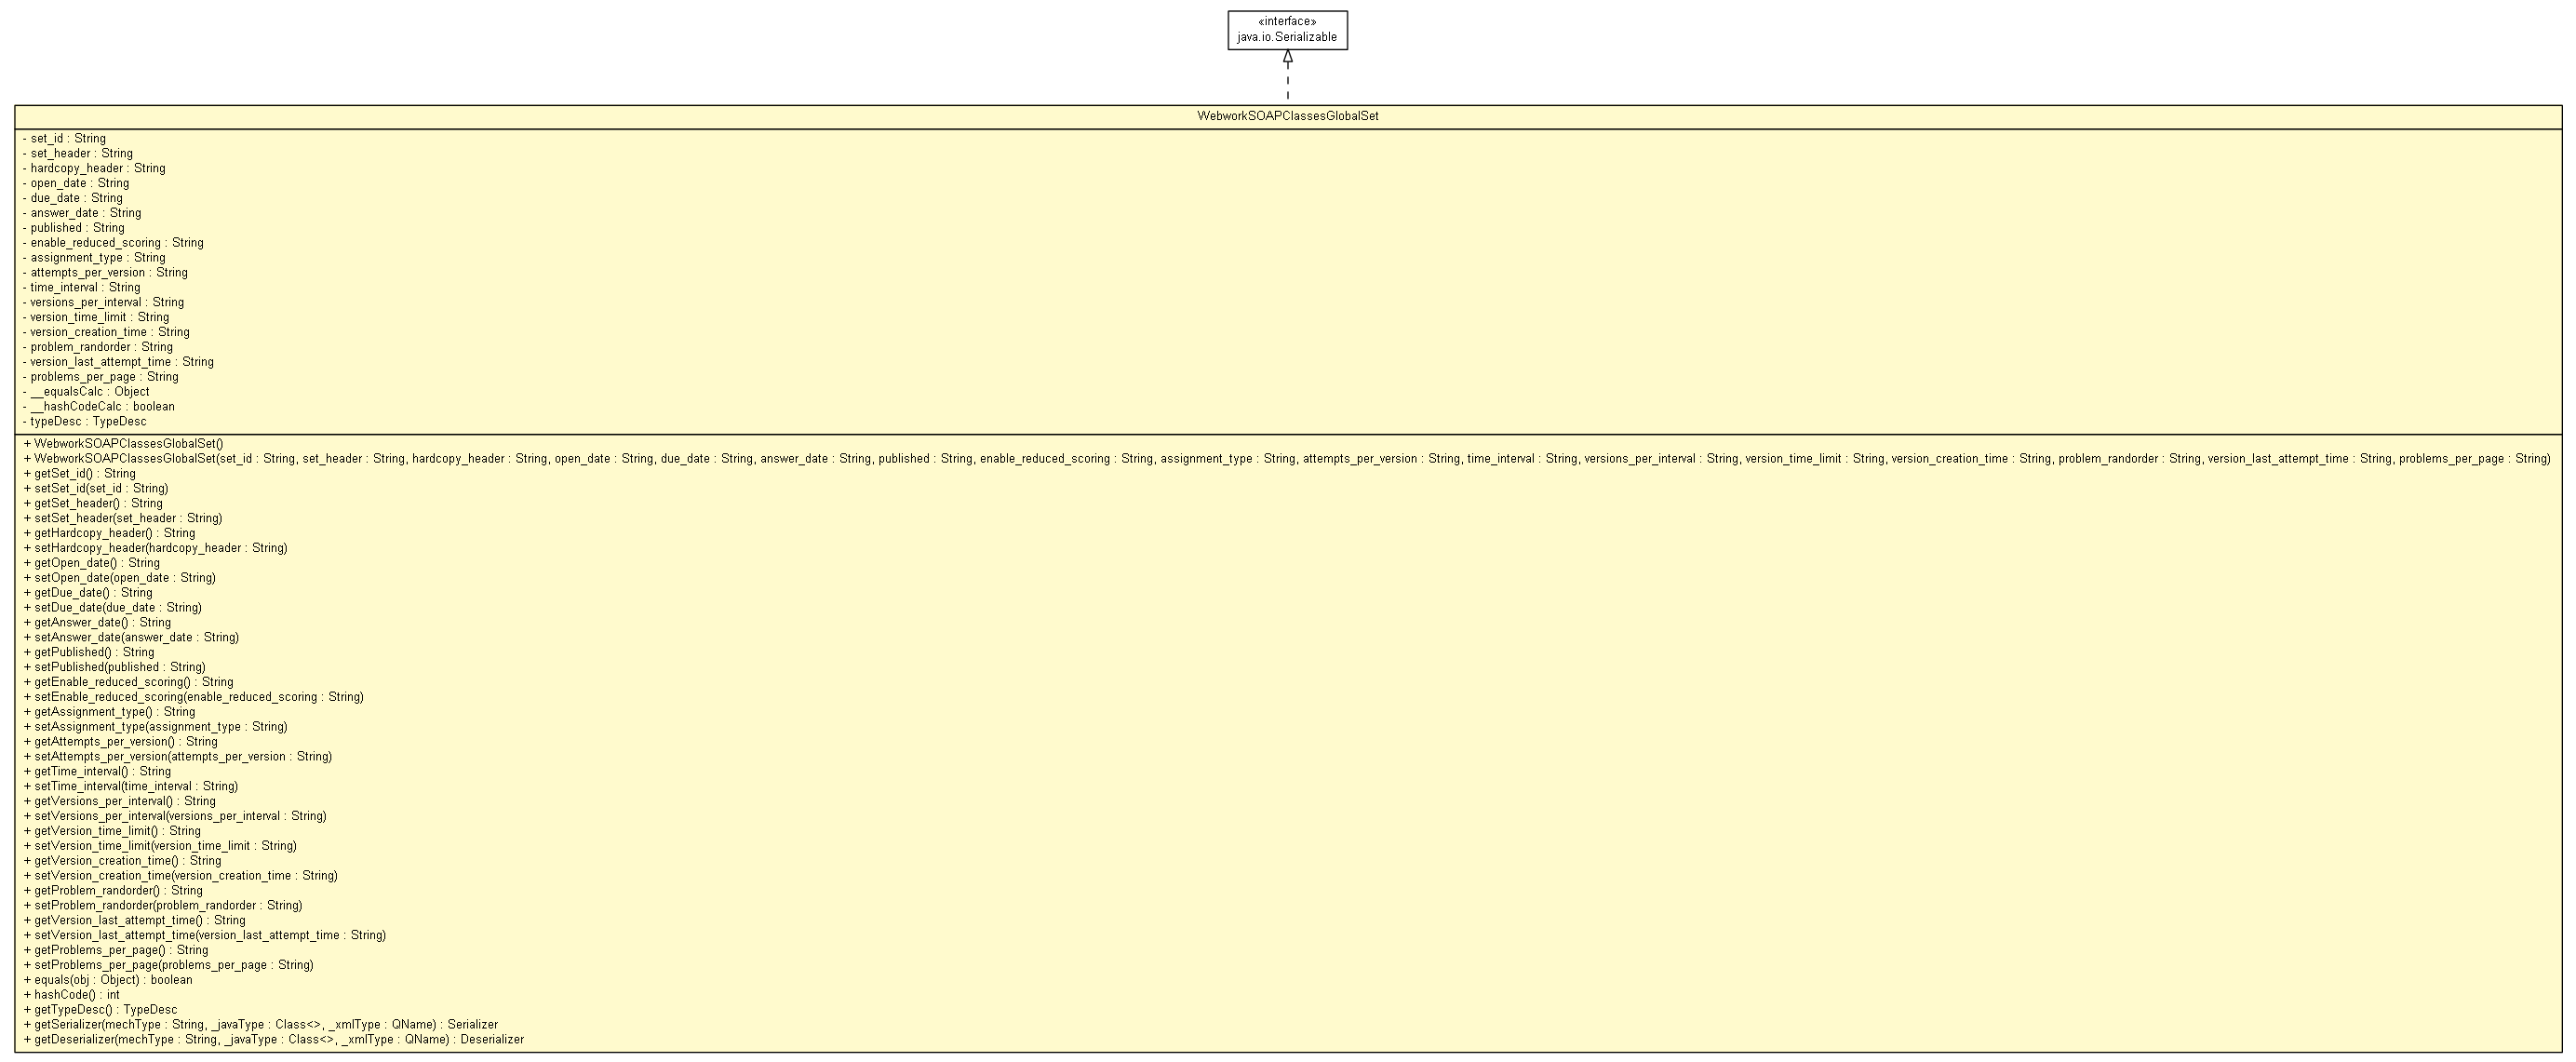 «interface»
java.io.Serializable
WebworkSOAPClassesGlobalSet
- set_id : String
- set_header : String
- hardcopy_header : String
- open_date : String
- due_date : String
- answer_date : String
- published : String
- enable_reduced_scoring : String
- assignment_type : String
- attempts_per_version : String
- time_interval : String
- versions_per_interval : String
- version_time_limit : String
- version_creation_time : String
- problem_randorder : String
- version_last_attempt_time : String
- problems_per_page : String
- __equalsCalc : Object
- __hashCodeCalc : boolean
- typeDesc : TypeDesc
+ WebworkSOAPClassesGlobalSet()
+ WebworkSOAPClassesGlobalSet(set_id : String, set_header : String, hardcopy_header : String, open_date : String, due_date : String, answer_date : String, published : String, enable_reduced_scoring : String, assignment_type : String, attempts_per_version : String, time_interval : String, versions_per_interval : String, version_time_limit : String, version_creation_time : String, problem_randorder : String, version_last_attempt_time : String, problems_per_page : String)
+ getSet_id() : String
+ setSet_id(set_id : String)
+ getSet_header() : String
+ setSet_header(set_header : String)
+ getHardcopy_header() : String
+ setHardcopy_header(hardcopy_header : String)
+ getOpen_date() : String
+ setOpen_date(open_date : String)
+ getDue_date() : String
+ setDue_date(due_date : String)
+ getAnswer_date() : String
+ setAnswer_date(answer_date : String)
+ getPublished() : String
+ setPublished(published : String)
+ getEnable_reduced_scoring() : String
+ setEnable_reduced_scoring(enable_reduced_scoring : String)
+ getAssignment_type() : String
+ setAssignment_type(assignment_type : String)
+ getAttempts_per_version() : String
+ setAttempts_per_version(attempts_per_version : String)
+ getTime_interval() : String
+ setTime_interval(time_interval : String)
+ getVersions_per_interval() : String
+ setVersions_per_interval(versions_per_interval : String)
+ getVersion_time_limit() : String
+ setVersion_time_limit(version_time_limit : String)
+ getVersion_creation_time() : String
+ setVersion_creation_time(version_creation_time : String)
+ getProblem_randorder() : String
+ setProblem_randorder(problem_randorder : String)
+ getVersion_last_attempt_time() : String
+ setVersion_last_attempt_time(version_last_attempt_time : String)
+ getProblems_per_page() : String
+ setProblems_per_page(problems_per_page : String)
+ equals(obj : Object) : boolean
+ hashCode() : int
+ getTypeDesc() : TypeDesc
+ getSerializer(mechType : String, _javaType : Class<>, _xmlType : QName) : Serializer
+ getDeserializer(mechType : String, _javaType : Class<>, _xmlType : QName) : Deserializer